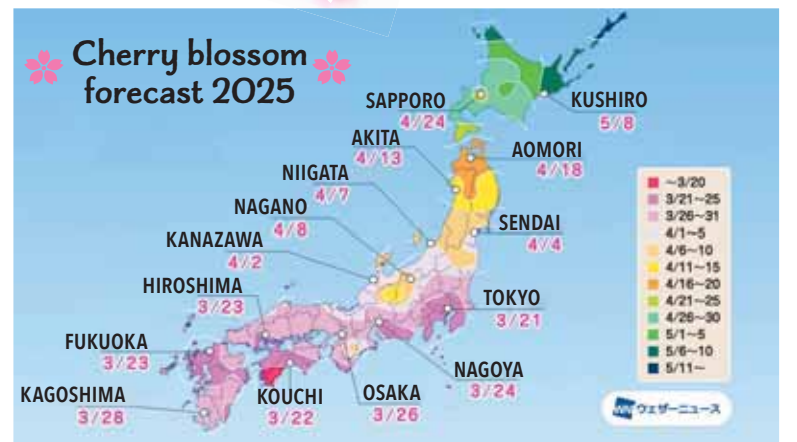 Cherry blossom
forecast 2025
SAPPORO
4/24
KUSHIRO
5/8
AKITA
4/13
AOMORI
4/18
NIIGATA
4/7
NAGANO
4/8
SENDAI
4/4
KANAZAWA
4/2
HIROSHIMA
3/23
TOKYO
3/21
FUKUOKA
3/23
NAGOYA
3/24
KAGOSHIMA
3/28
KOUCHI
3/22
OSAKA
3/26
~3/20
3/21~25
3/26~31
4/1~5
4/6~10
4/11~15
4/16~20
4/21~25
4/26~30
5/1~5
5/6~10
5/11~
wn ウェザーニュース